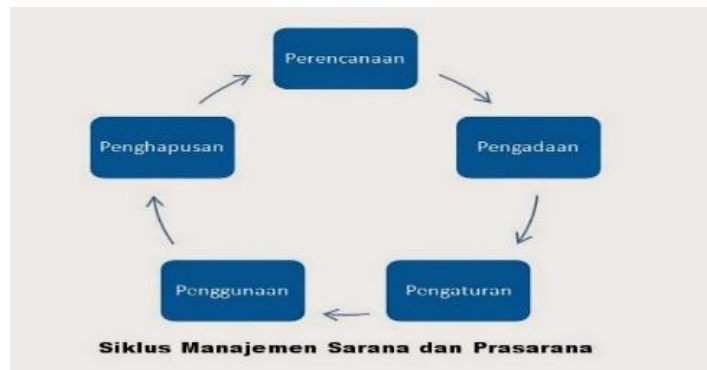 Perencanaan
Pengadaan
Pengaturan
Penggunaan
Penghapusan
Siklus Manajemen Sarana dan Prasarana